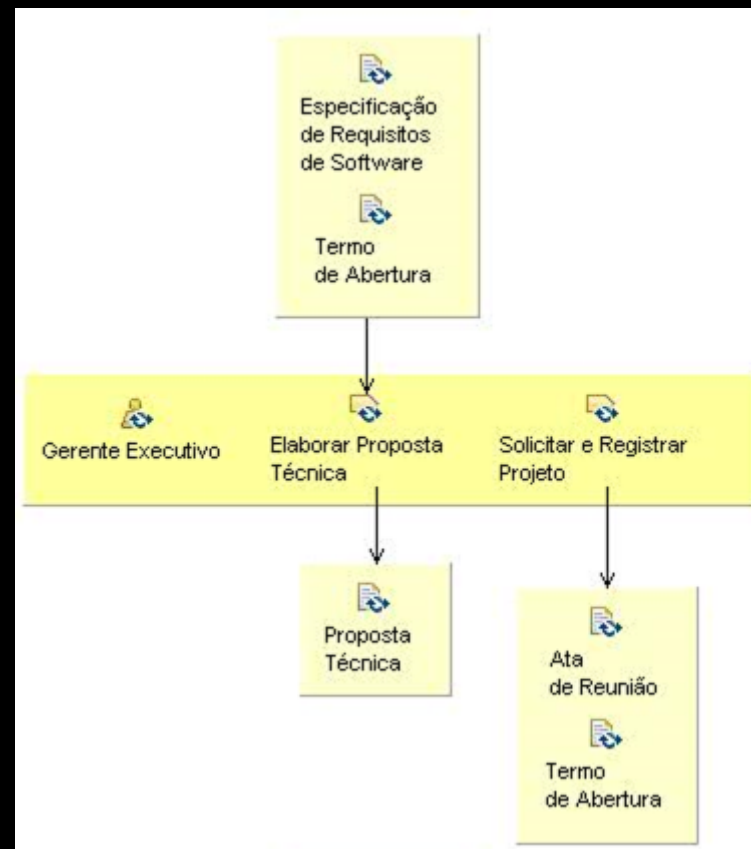 Especificação
de Requisitos
de Software
Termo
de Abertura
Gerente Executivo
Elaborar Proposta
Técnica
Solicitar e Registrar
Projeto
Proposta
Técnica
Ata
de Reunião
Termo
de Abertura